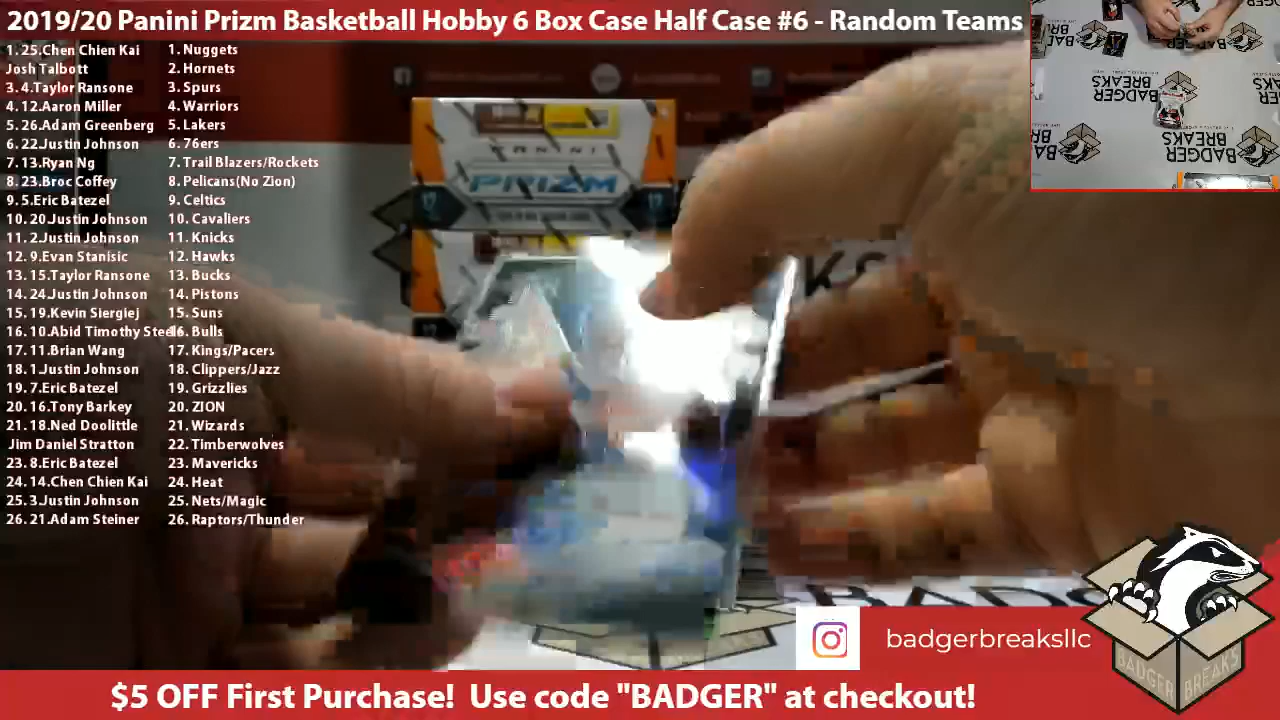 2019/20 Panini Prizm Basketball Hobby 6 Box Case Half Case #6 - Random Teams
1. 25.Chen Chien Kai 1. Nuggets
Josh Talbott 2. Hornets
3. 4.Taylor Ransone 3. Spurs
4. 12.Aaron Miller 4. Warriors
5. 26.Adam Greenberg 5. Lakers
6. 22.Justin Johnson 6. 76ers
7. 13.Ryan Ng 7. Trail Blazers/Rockets
8. 23.Broc Coffey 8. Pelicans(No Zion)
9. 5.Eric Batezel 9. Celtics
10. 20.Justin Johnson 10. Cavaliers
11. 2.Justin Johnson 11. Knicks
12. 9.Evan Stanisic 12. Hawks
13. 15.Taylor Ransone 13. Bucks
14. 24.Justin Johnson 14. Pistons
15. 19.Kevin Siergiej 15. Suns
16. 10.Abid Timothy 16. Bulls
17. 11.Brian Wang 17. Kings/Pacers
18. 1.Justin Johnson 18. Clippers/Jazz
19. 7.Eric Batezel 19. Grizzlies
20. 16.Tony Barkey 20. ZION
21. 18.Ned Doolittle 21. Wizards
Jim Daniel Stratton 22. Timberwolves
23. 8.Eric Batezel 23. Mavericks
24. 14.Chen Chien Kai 24. Heat
25. 3.Justin Johnson 25. Nets/Magic
26. 21.Adam Steiner 26. Raptors/Thunder
PANINI
PRIZM
BADGER
BREAKS
badgerbreaksllc
BADGER BREAKS
$5 OFF First Purchase! Use code "BADGER" at checkout!